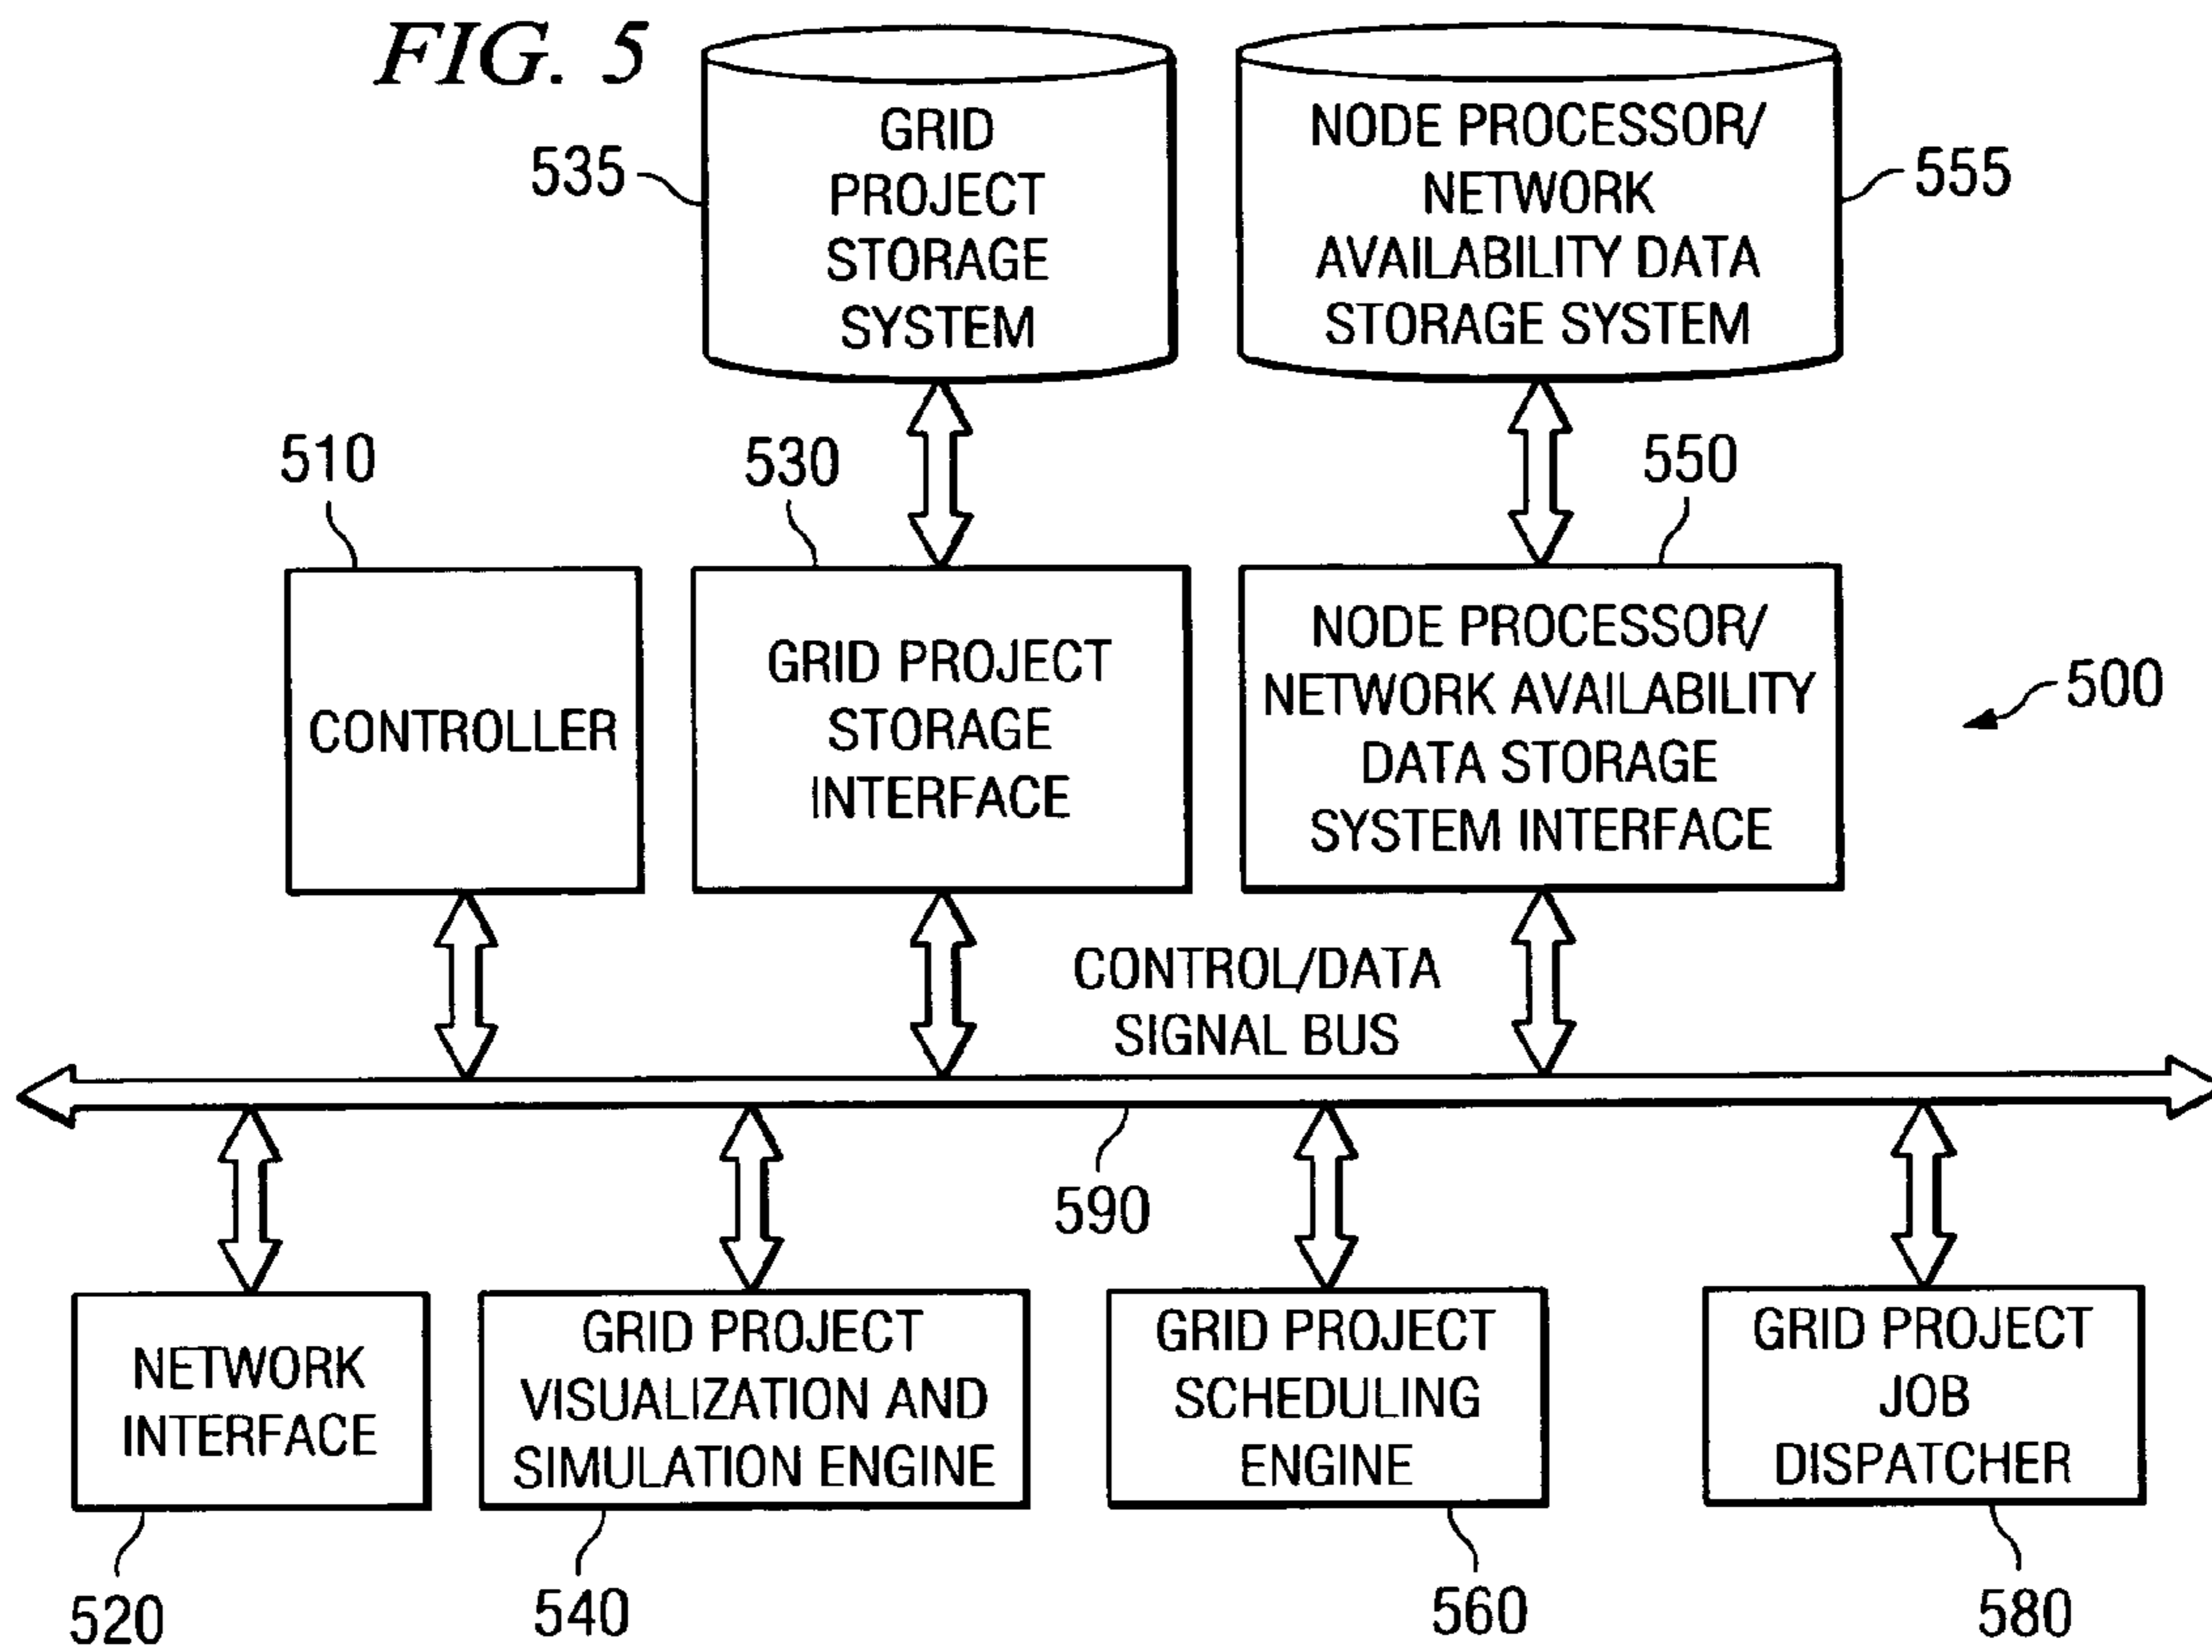 FIG. 5
GRID
PROJECT
STORAGE
SYSTEM
535
NODE PROCESSOR/
NETWORK
AVAILABILITY DATA
STORAGE SYSTEM
555
510
530
550
CONTROLLER
GRID PROJECT
STORAGE
INTERFACE
NODE PROCESSOR/
NETWORK AVAILABILITY
DATA STORAGE
SYSTEM INTERFACE
500
CONTROL/DATA
SIGNAL BUS
590
NETWORK
INTERFACE
GRID PROJECT
VISUALIZATION AND
SIMULATION ENGINE
GRID PROJECT
SCHEDULING
ENGINE
GRID PROJECT
JOB
DISPATCHER
520
540
560
580